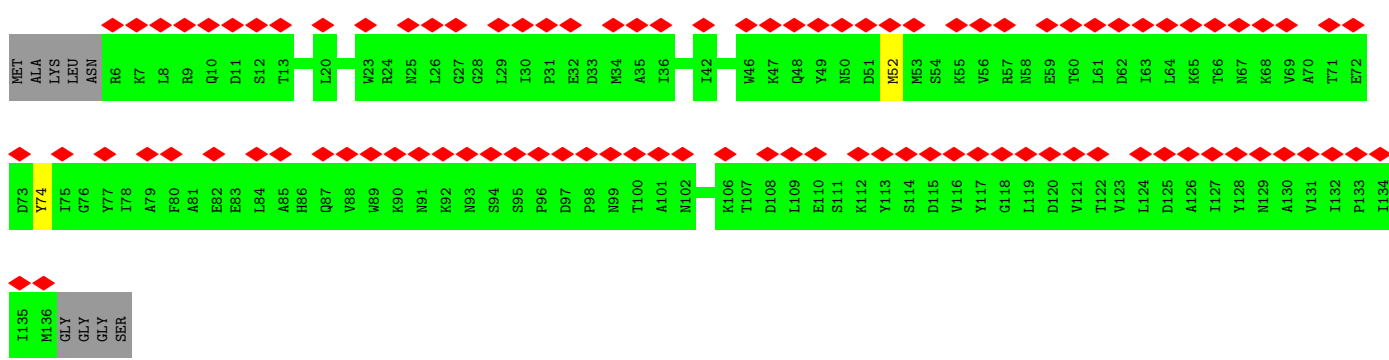 MET ALA LYS LEU ASN R6 K7 L8 R9 Q10 D11 S12 T13 L20 W23 R24 N25 L26 G27 G28 L29 I30 P31 E32 D33 M34 A35 I36 I42 W46 K47 Q48 Y49 N50 D51 M52 M53 S54 K55 V56 R57 N58 E59 T60 L61 D62 I63 L64 K65 T66 N67 K68 V69 A70 T71 E72
D73 Y74 I75 G76 Y77 I78 A79 F80 A81 E82 E83 L84 A85 H86 Q87 V88 W89 K90 N91 K92 N93 S94 S95 P96 D97 P98 N99 T100 A101 N102 K106 T107 D108 L109 E110 S111 K112 Y113 S114 D115 V116 Y117 G118 L119 D120 V121 T122 V123 L124 D125 A126 I127 Y128 N129 A130 V131 I132 P133 I134
I135 M136 GLY GLY GLY SER